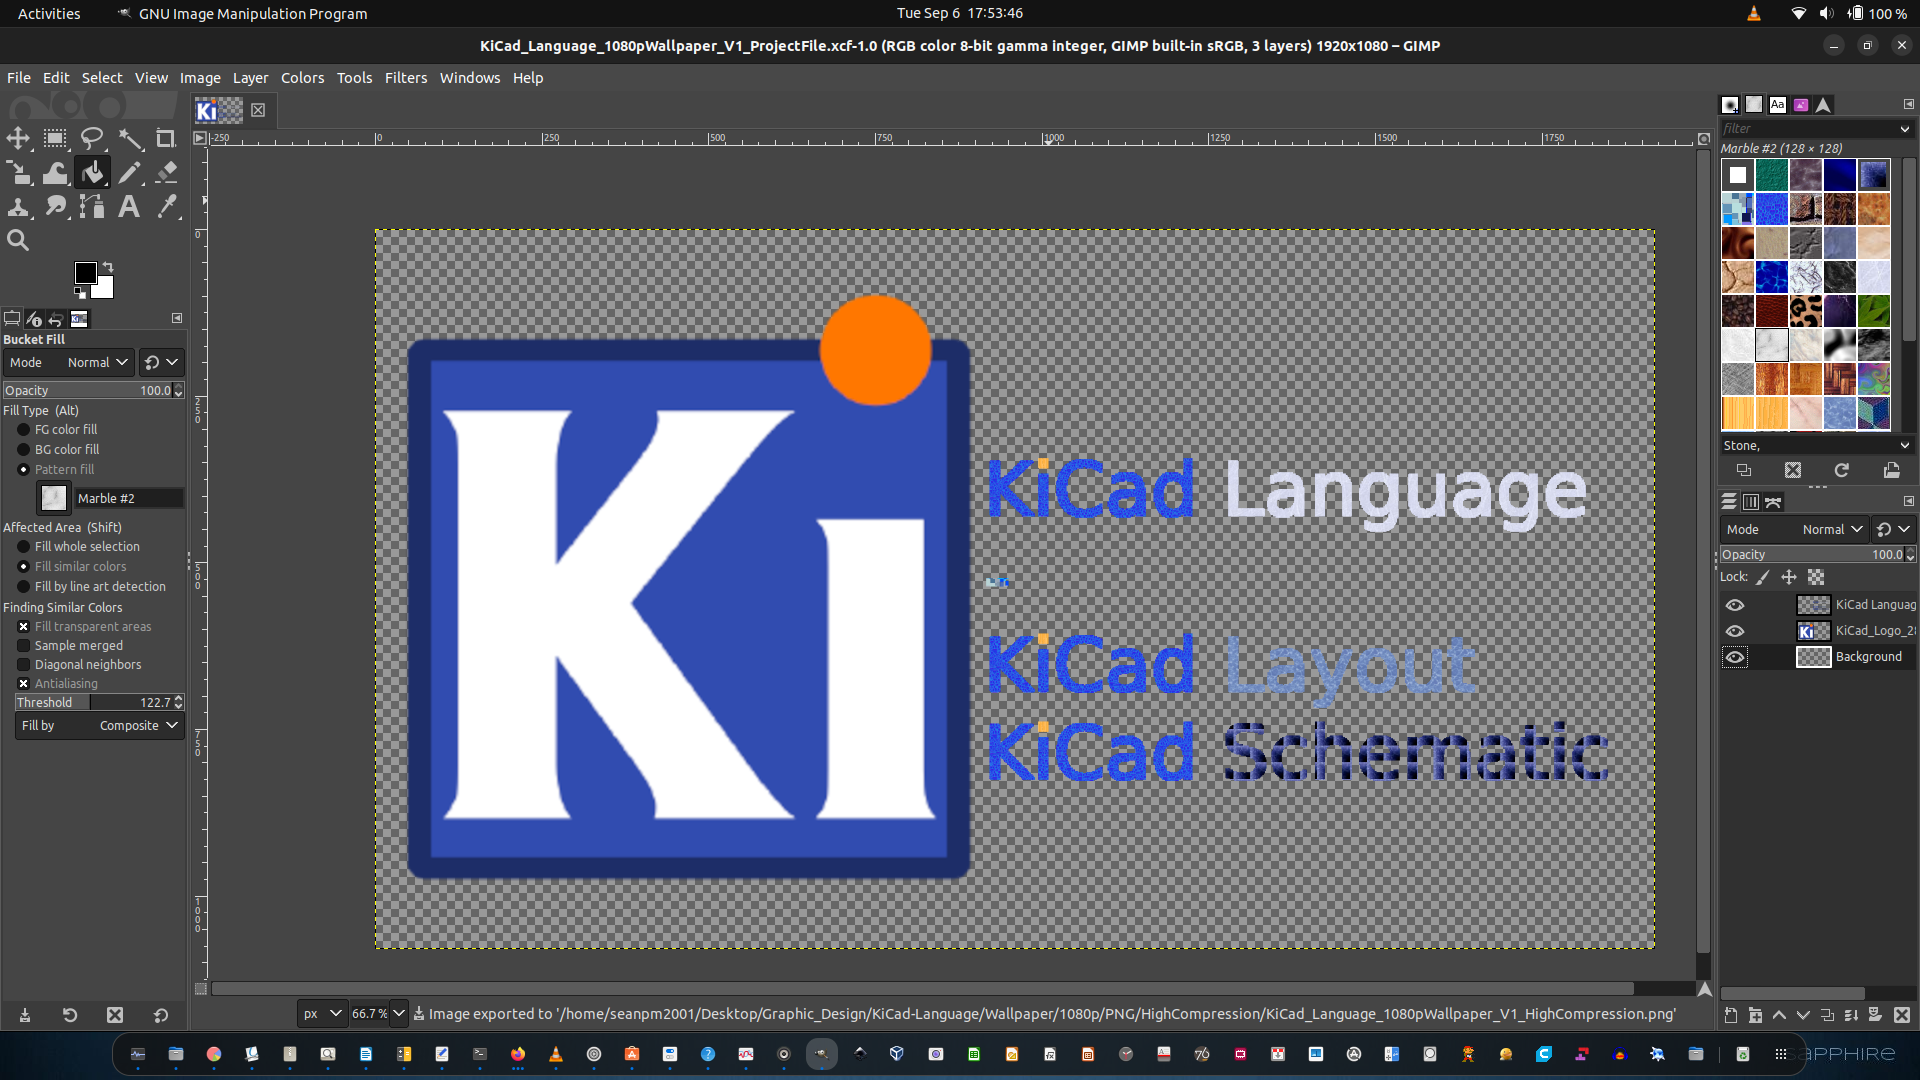 Activities
GNU Image Manipulation Program
Tue Sep 6 17:53:46
100 %
KiCad_Language_1080pWallpaper_V1_ProjectFile.xcf-1.0 (RGB color 8-bit gamma integer, GIMP built-in sRGB, 3 layers) 1920x1080 – GIMP
File Edit Select View Image Layer Colors Tools Filters Windows Help
-250 0 250 500 750 1000 1250 1500 1750
0
250
500
750
1000
Bucket Fill
Mode Normal
Opacity 100.0
Fill Type (Alt)
FG color fill
BG color fill
Pattern fill
Marble #2
Affected Area (Shift)
Fill whole selection
Fill similar colors
Fill by line art detection
Finding Similar Colors
Fill transparent areas
Sample merged
Diagonal neighbors
Antialiasing
Threshold 122.7
Fill by Composite
Ki
KiCad Language
KiCad Layout
KiCad Schematic
px
66.7 %
Image exported to '/home/seanpm2001/Desktop/Graphic_Design/KiCad-Language/Wallpaper/1080p/PNG/HighCompression/KiCad_Language_1080pWallpaper_V1_HighCompression.png'
Aa
filter
Marble #2 (128 × 128)
Stone,
Mode Normal
Opacity 100.0
Lock:
KiCad Languag
KiCad_Logo_2
Background
76
SAPPHIRE